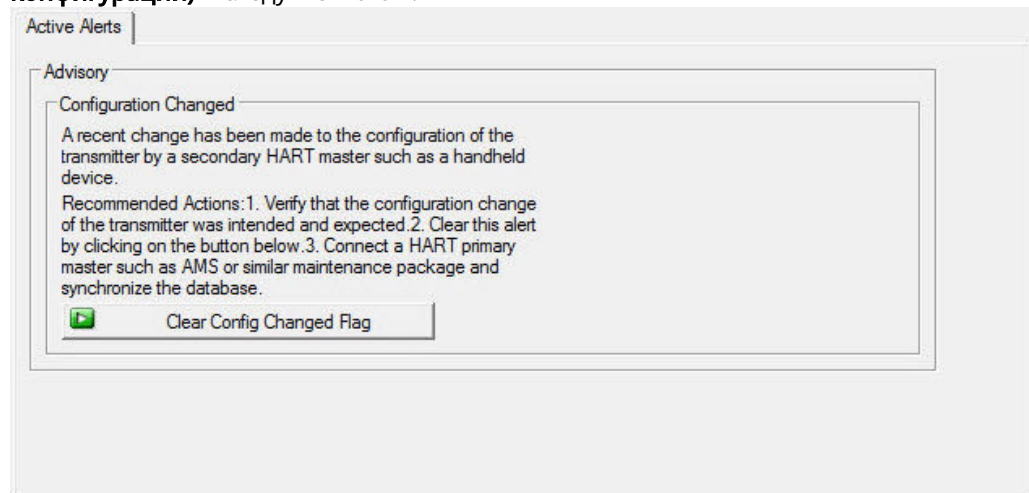 конфигурации)
Active Alerts
Advisory
Configuration Changed
A recent change has been made to the configuration of the
transmitter by a secondary HART master such as a handheld
device.
Recommended Actions:1. Verify that the configuration change
of the transmitter was intended and expected.2. Clear this alert
by clicking on the button below.3. Connect a HART primary
master such as AMS or similar maintenance package and
synchronize the database.
Clear Config Changed Flag